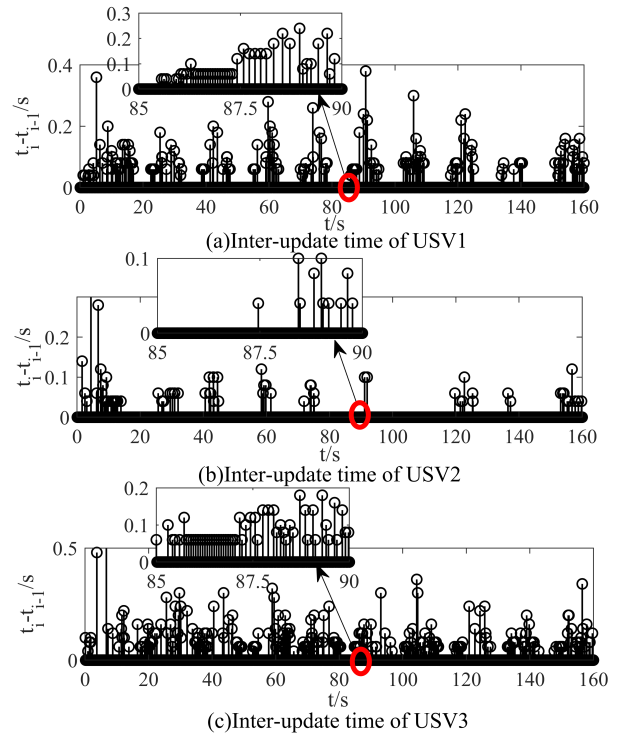 0.3
0.2
0.1
0
85
87.5
90
0.4
0.2
0
t_i-t_{i-1}/s
0 20 40 60 80 100 120 140 160
t/s
(a)Inter-update time of USV1
0.1
0
85
87.5
90
0.2
0.1
0
t_i-t_{i-1}/s
0 20 40 60 80 100 120 140 160
t/s
(b)Inter-update time of USV2
0.2
0.1
0
85
87.5
90
0.5
0
t_i-t_{i-1}/s
0 20 40 60 80 100 120 140 160
t/s
(c)Inter-update time of USV3